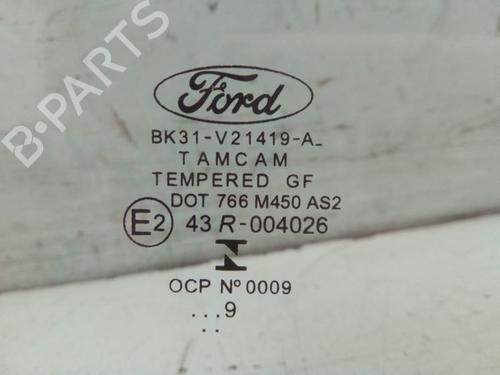 B-PARTS
Ford
BK31-V21419-A_
TAMCAM
TEMPERED GF
DOT 766 M450 AS2
E2 43 R-004026
OCP Nº 0009
...9
..